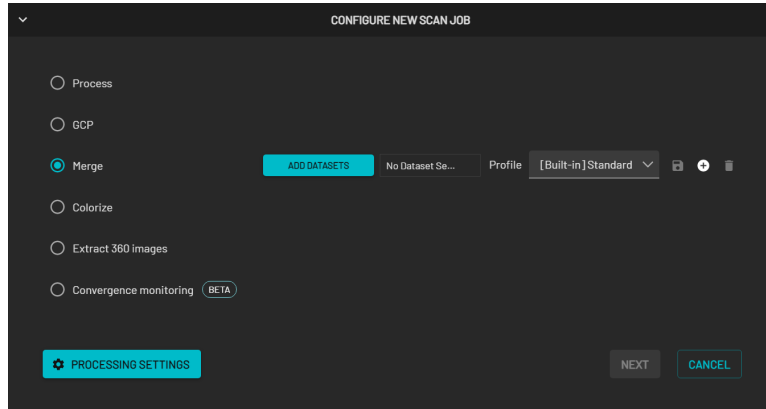 CONFIGURE NEW SCAN JOB
Process
GCP
Merge ADD DATASETS No Dataset Se... Profile [Built-in] Standard
Colorize
Extract 360 images
Convergence monitoring BETA
PROCESSING SETTINGS NEXT CANCEL